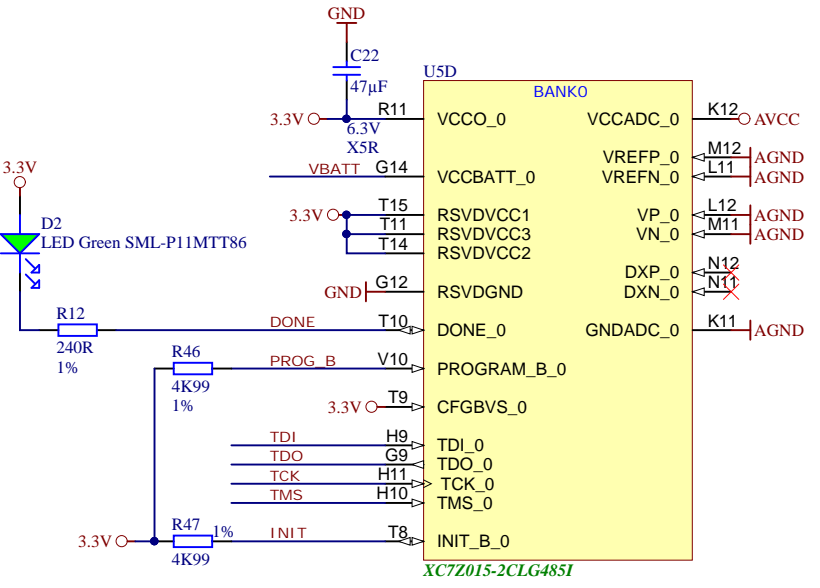 GND
C22
47µF
U5D
BANK0
3.3V
R11
VCCO_0
VCCADC_0
K12
AVCC
6.3V
X5R
VREFP_0
M12
AGND
3.3V
VBATT
G14
VCCBATT_0
VREFN_0
L11
AGND
3.3V
T15
RSVDVCC1
VP_0
L12
AGND
D2
T11
RSVDVCC3
VN_0
M11
AGND
LED Green SML-P11MTT86
T14
RSVDVCC2
DXP_0
N12
GND
G12
RSVDGND
DXN_0
N11
R12
DONE
T10
DONE_0
GNDADC_0
K11
AGND
240R
1%
R46
PROG_B
V10
PROGRAM_B_0
4K99
1%
3.3V
T9
CFGBVS_0
TDI
H9
TDI_0
TDO
G9
TDO_0
TCK
H11
TCK_0
TMS
H10
TMS_0
R47
1%
INIT
T8
INIT_B_0
3.3V
4K99
XC7Z015-2CLG485I